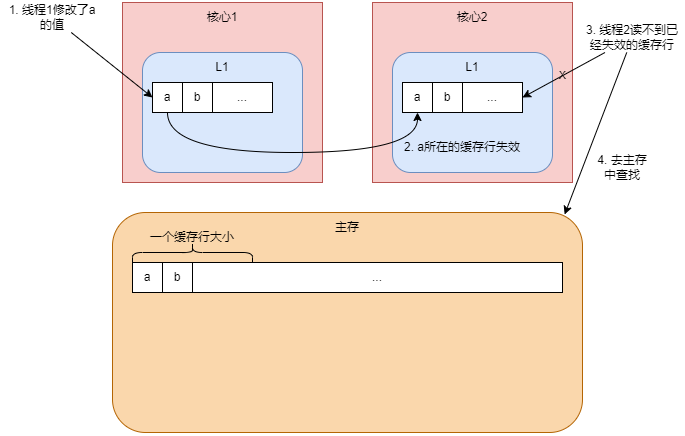 1. 线程1修改了a
的值
核心1
核心2
3. 线程2读不到已
经失效的缓存行
L1
L1
a
b
...
a
b
...
X
2. a所在的缓存行失效
4. 去主存
中查找
主存
一个缓存行大小
a
b
...